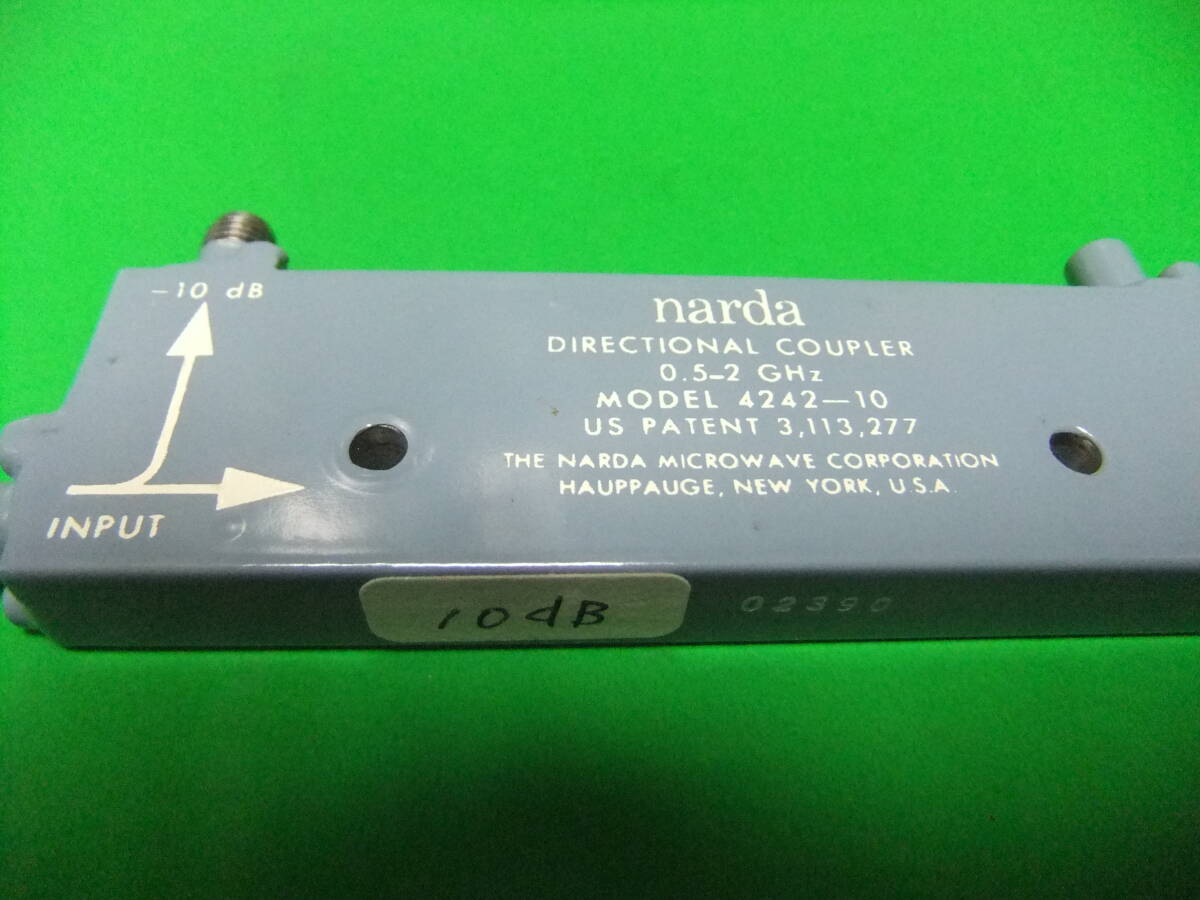 -10 dB
narda
DIRECTIONAL COUPLER
0.5-2 GHz
MODEL 4242-10
US PATENT 3,113,277
THE NARDA MICROWAVE CORPORATION
HAUPPAUGE, NEW YORK, U.S.A.
INPUT
10dB
02390